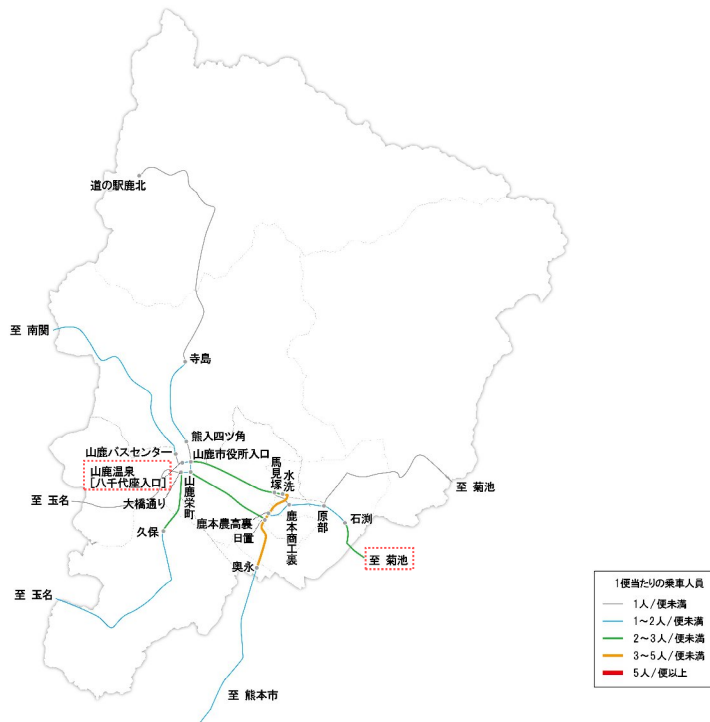 道の駅鹿北
至 南関
寺島
熊入四ツ角
山鹿バスセンター
山鹿市役所入口
山鹿温泉
[八千代座入口]
馬見塚
水洗
至 菊池
至 玉名
大橋通り
山鹿栄町
久保
鹿本農高裏
日置
鹿本商工裏
原部
石渕
至 菊池
奥永
至 玉名
至 熊本市
1便当たりの乗車人員
1人/便未満
1～2人/便未満
2～3人/便未満
3～5人/便未満
5人/便以上